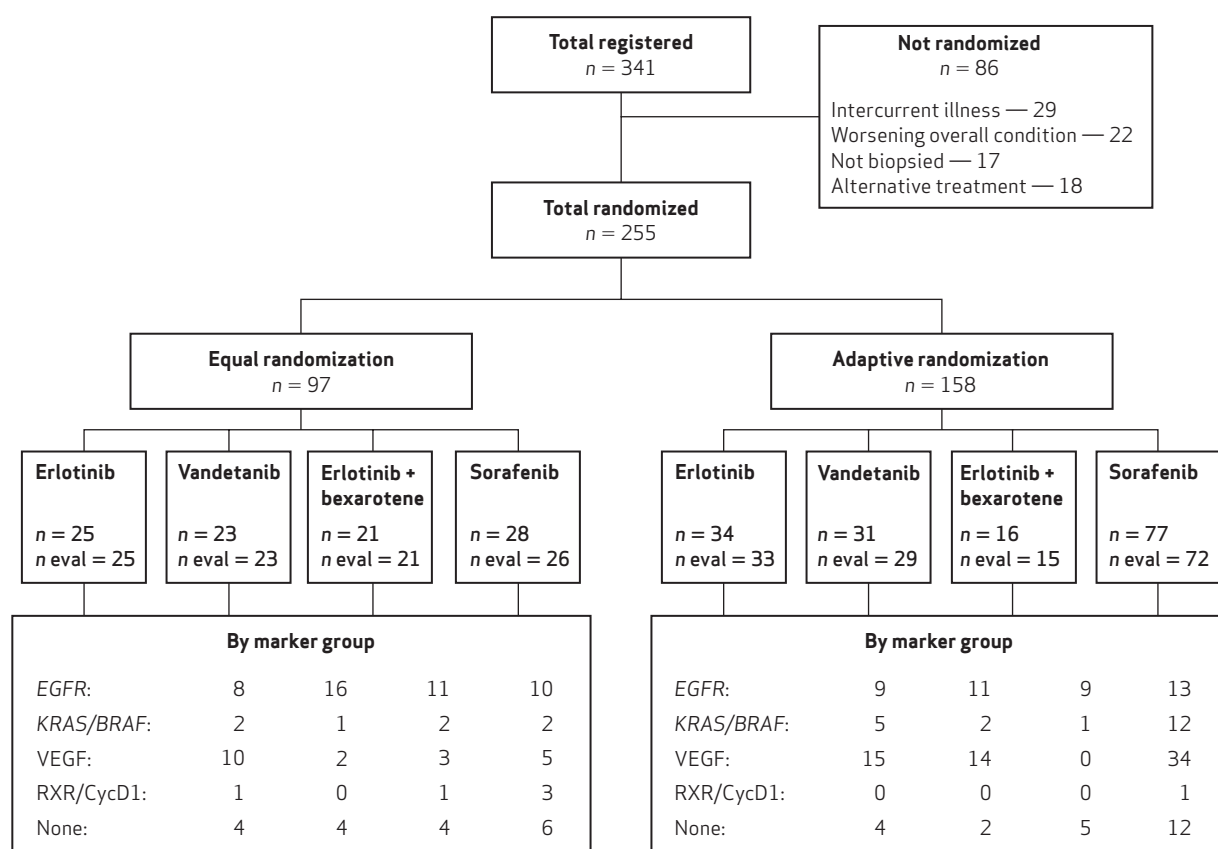 Total registered
n = 341
Not randomized
n = 86
Intercurrent illness — 29
Worsening overall condition — 22
Not biopsied — 17
Alternative treatment — 18
Total randomized
n = 255
Equal randomization
n = 97
Adaptive randomization
n = 158
Erlotinib
n = 25
n eval = 25
Vandetanib
n = 23
n eval = 23
Erlotinib +
bexarotene
n = 21
n eval = 21
Sorafenib
n = 28
n eval = 26
Erlotinib
n = 34
n eval = 33
Vandetanib
n = 31
n eval = 29
Erlotinib +
bexarotene
n = 16
n eval = 15
Sorafenib
n = 77
n eval = 72
By marker group
EGFR: 8 16 11 10
KRAS/BRAF: 2 1 2 2
VEGF: 10 2 3 5
RXR/CycD1: 1 0 1 3
None: 4 4 4 6
By marker group
EGFR: 9 11 9 13
KRAS/BRAF: 5 2 1 12
VEGF: 15 14 0 34
RXR/CycD1: 0 0 0 1
None: 4 2 5 12